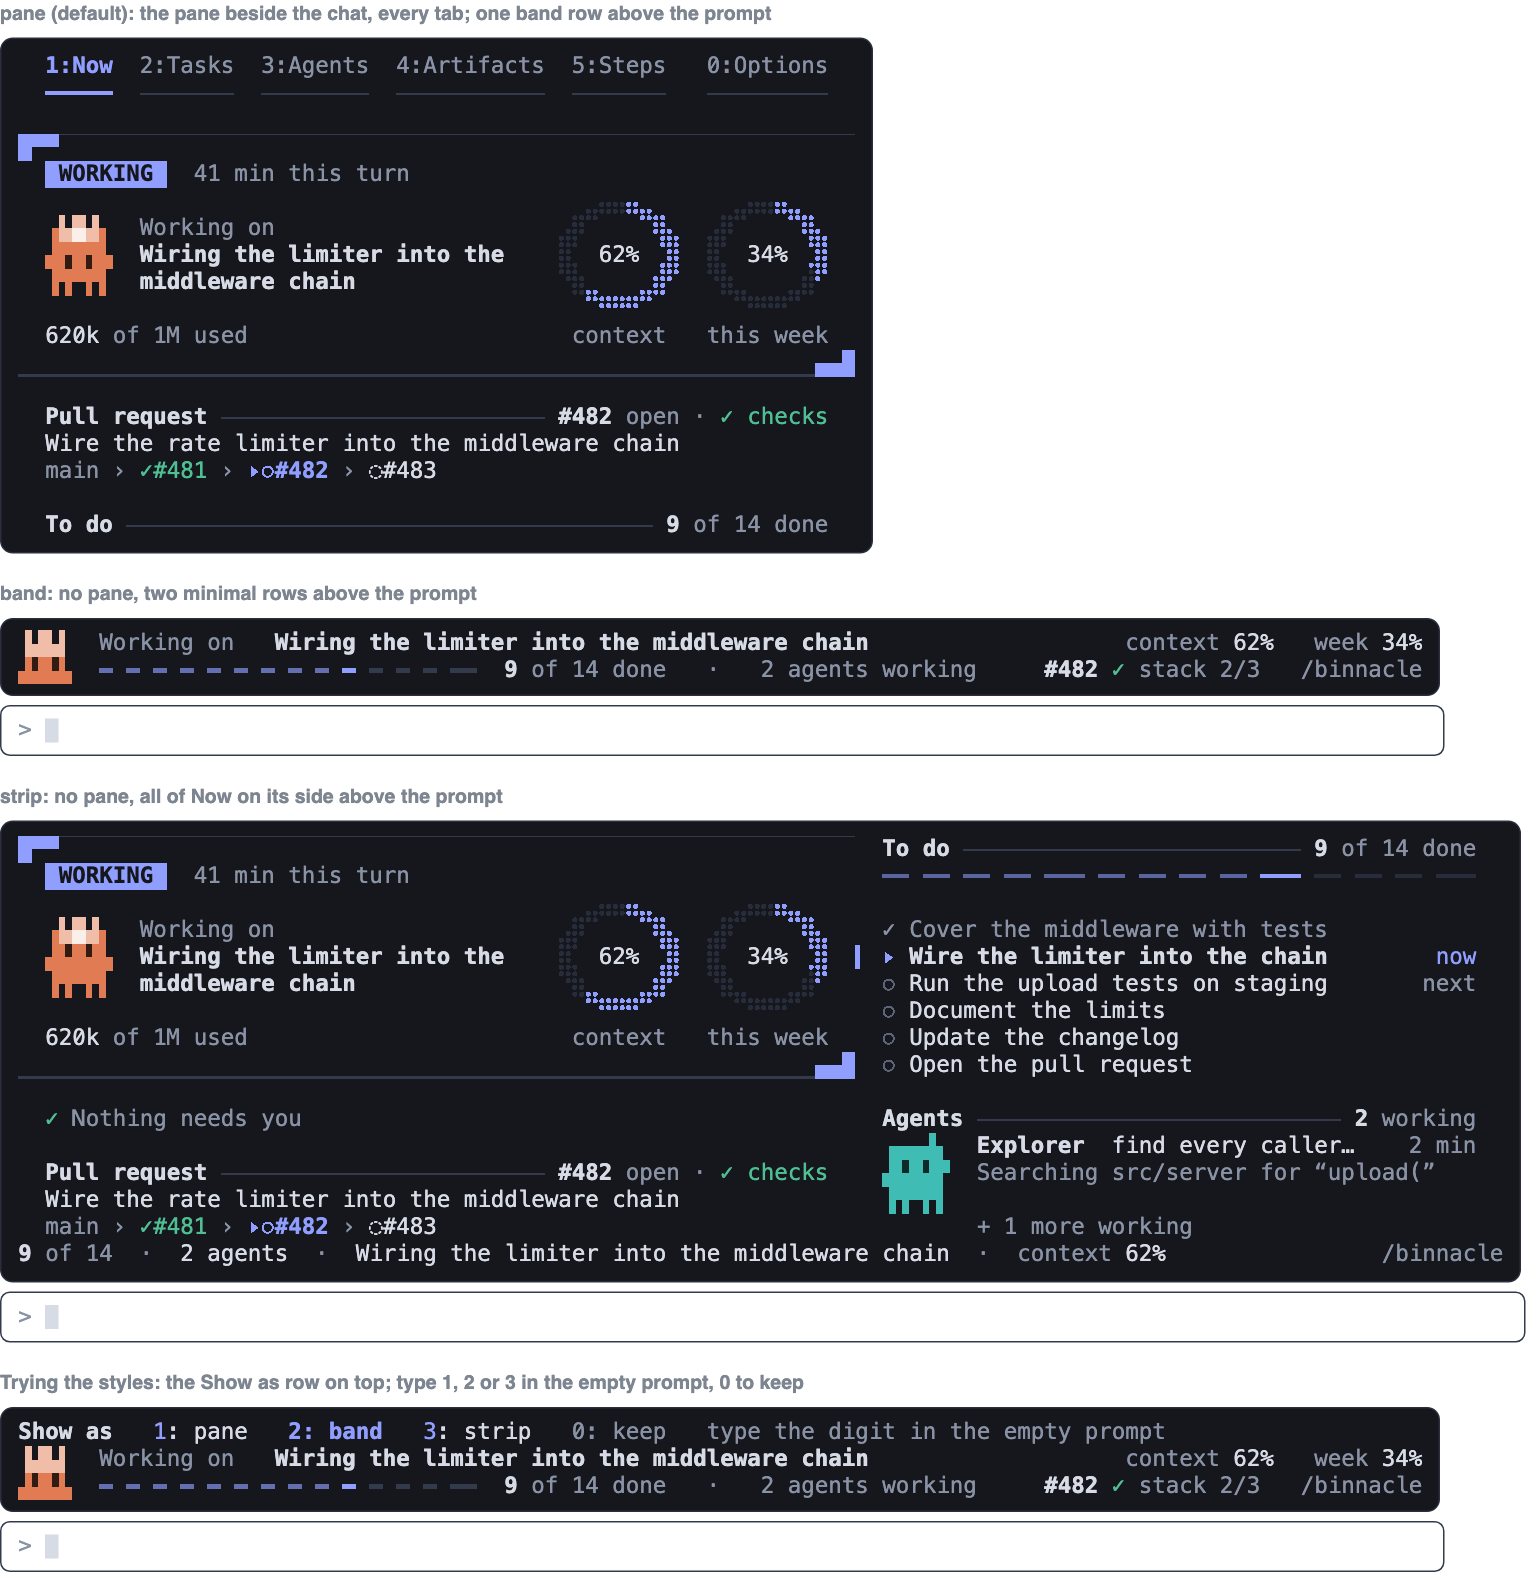 pane (default): the pane beside the chat, every tab; one band row above the prompt
1:Now 2:Tasks 3:Agents 4:Artifacts 5:Steps 0:Options
WORKING 41 min this turn
Working on
Wiring the limiter into the
middleware chain
62% 34%
620k of 1M used context this week
Pull request #482 open · ✓ checks
Wire the rate limiter into the middleware chain
main › ✓#481 › ▸○#482 › ◌#483
To do 9 of 14 done
band: no pane, two minimal rows above the prompt
Working on Wiring the limiter into the middleware chain context 62% week 34%
9 of 14 done · 2 agents working #482 ✓ stack 2/3 /binnacle
>
strip: no pane, all of Now on its side above the prompt
WORKING 41 min this turn
Working on
Wiring the limiter into the
middleware chain
62% 34%
620k of 1M used context this week
✓ Nothing needs you
Pull request #482 open · ✓ checks
Wire the rate limiter into the middleware chain
main › ✓#481 › ▸○#482 › ◌#483
To do 9 of 14 done
✓ Cover the middleware with tests
▸ Wire the limiter into the chain now
○ Run the upload tests on staging next
○ Document the limits
○ Update the changelog
○ Open the pull request
Agents 2 working
Explorer find every caller… 2 min
Searching src/server for “upload(”
+ 1 more working
9 of 14 · 2 agents · Wiring the limiter into the middleware chain · context 62% /binnacle
>
Trying the styles: the Show as row on top; type 1, 2 or 3 in the empty prompt, 0 to keep
Show as 1: pane 2: band 3: strip 0: keep type the digit in the empty prompt
Working on Wiring the limiter into the middleware chain context 62% week 34%
9 of 14 done · 2 agents working #482 ✓ stack 2/3 /binnacle
>